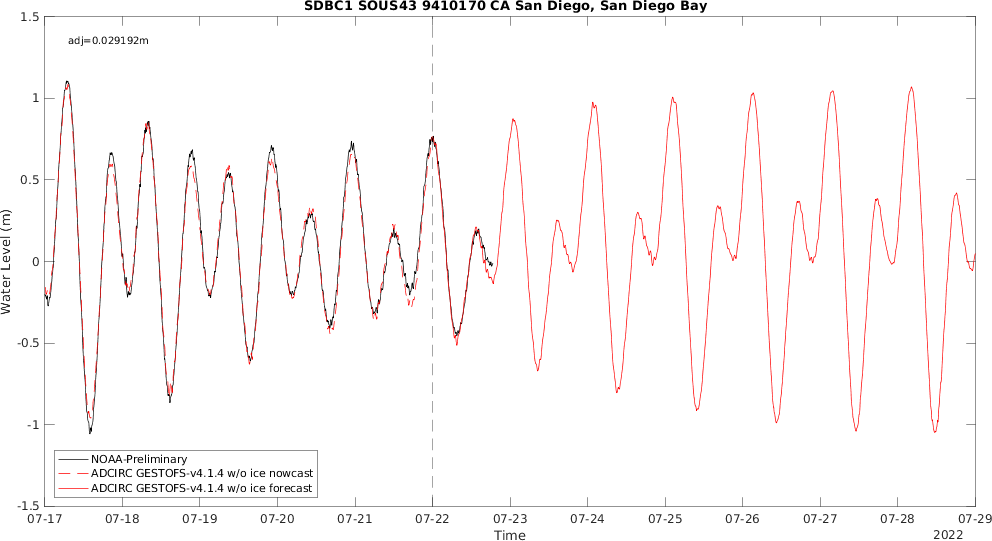 SDBC1 SOUS43 9410170 CA San Diego, San Diego Bay
adj=0.029192m
1.5
1
0.5
0
-0.5
-1
-1.5
Water Level (m)
NOAA-Preliminary
ADCIRC GESTOFS-v4.1.4 w/o ice nowcast
ADCIRC GESTOFS-v4.1.4 w/o ice forecast
07-17 07-18 07-19 07-20 07-21 07-22 07-23 07-24 07-25 07-26 07-27 07-28 07-29
Time
2022